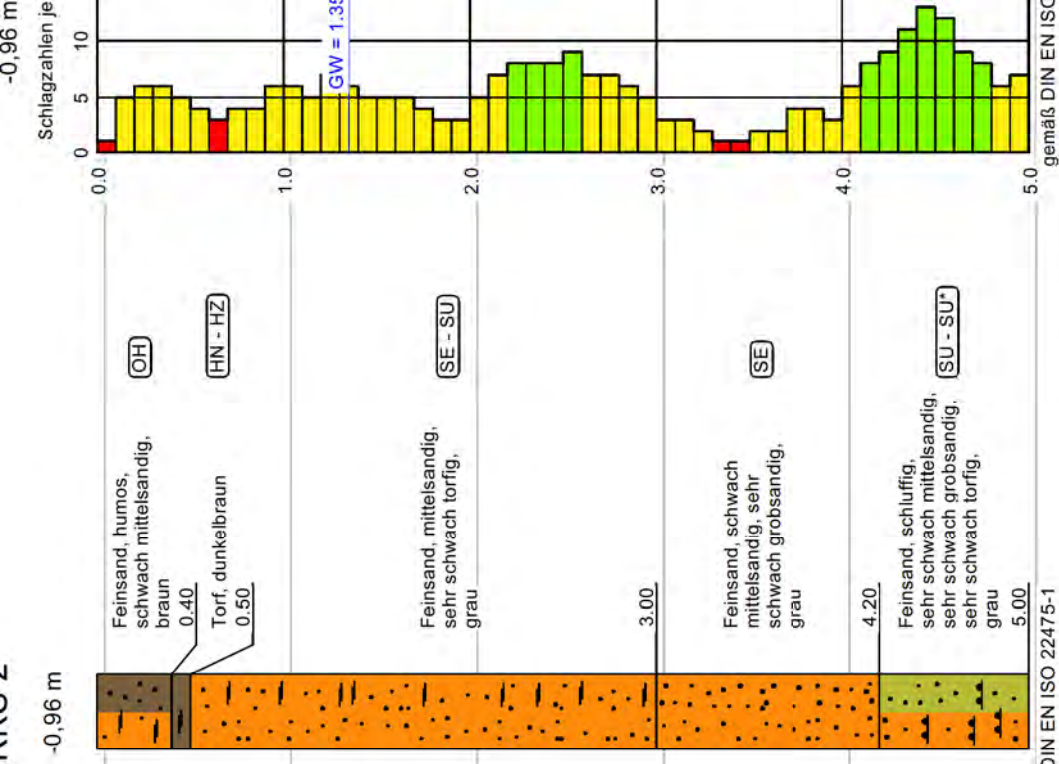 -0,96 m
Feinsand, humos,
schwach mittelsandig,
braun
0.40
OH
Torf, dunkelbraun
0.50
HN - HZ
Feinsand, mittelsandig,
sehr schwach torfig,
grau
3.00
SE - SU
Feinsand, schwach
mittelsandig, sehr
schwach grobsandig,
grau
4.20
SE
Feinsand, schluffig,
sehr schwach mittelsandig,
sehr schwach grobsandig,
sehr schwach torfig,
grau
5.00
SU - SU*
DIN EN ISO 22475-1
-0,96 m
Schlagzahlen je
0
5
10
0.0
1.0
2.0
3.0
4.0
5.0
GW = 1.35
gemäß DIN EN ISO